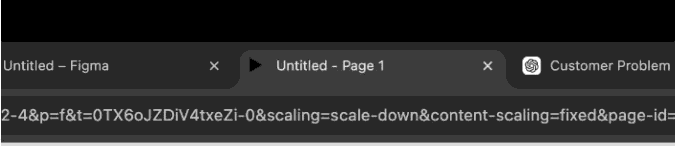 Untitled – Figma
Untitled - Page 1
Customer Problem
2-4&p=f&t=0TX6oJZDiV4txeZi-0&scaling=scale-down&content-scaling=fixed&page-id=